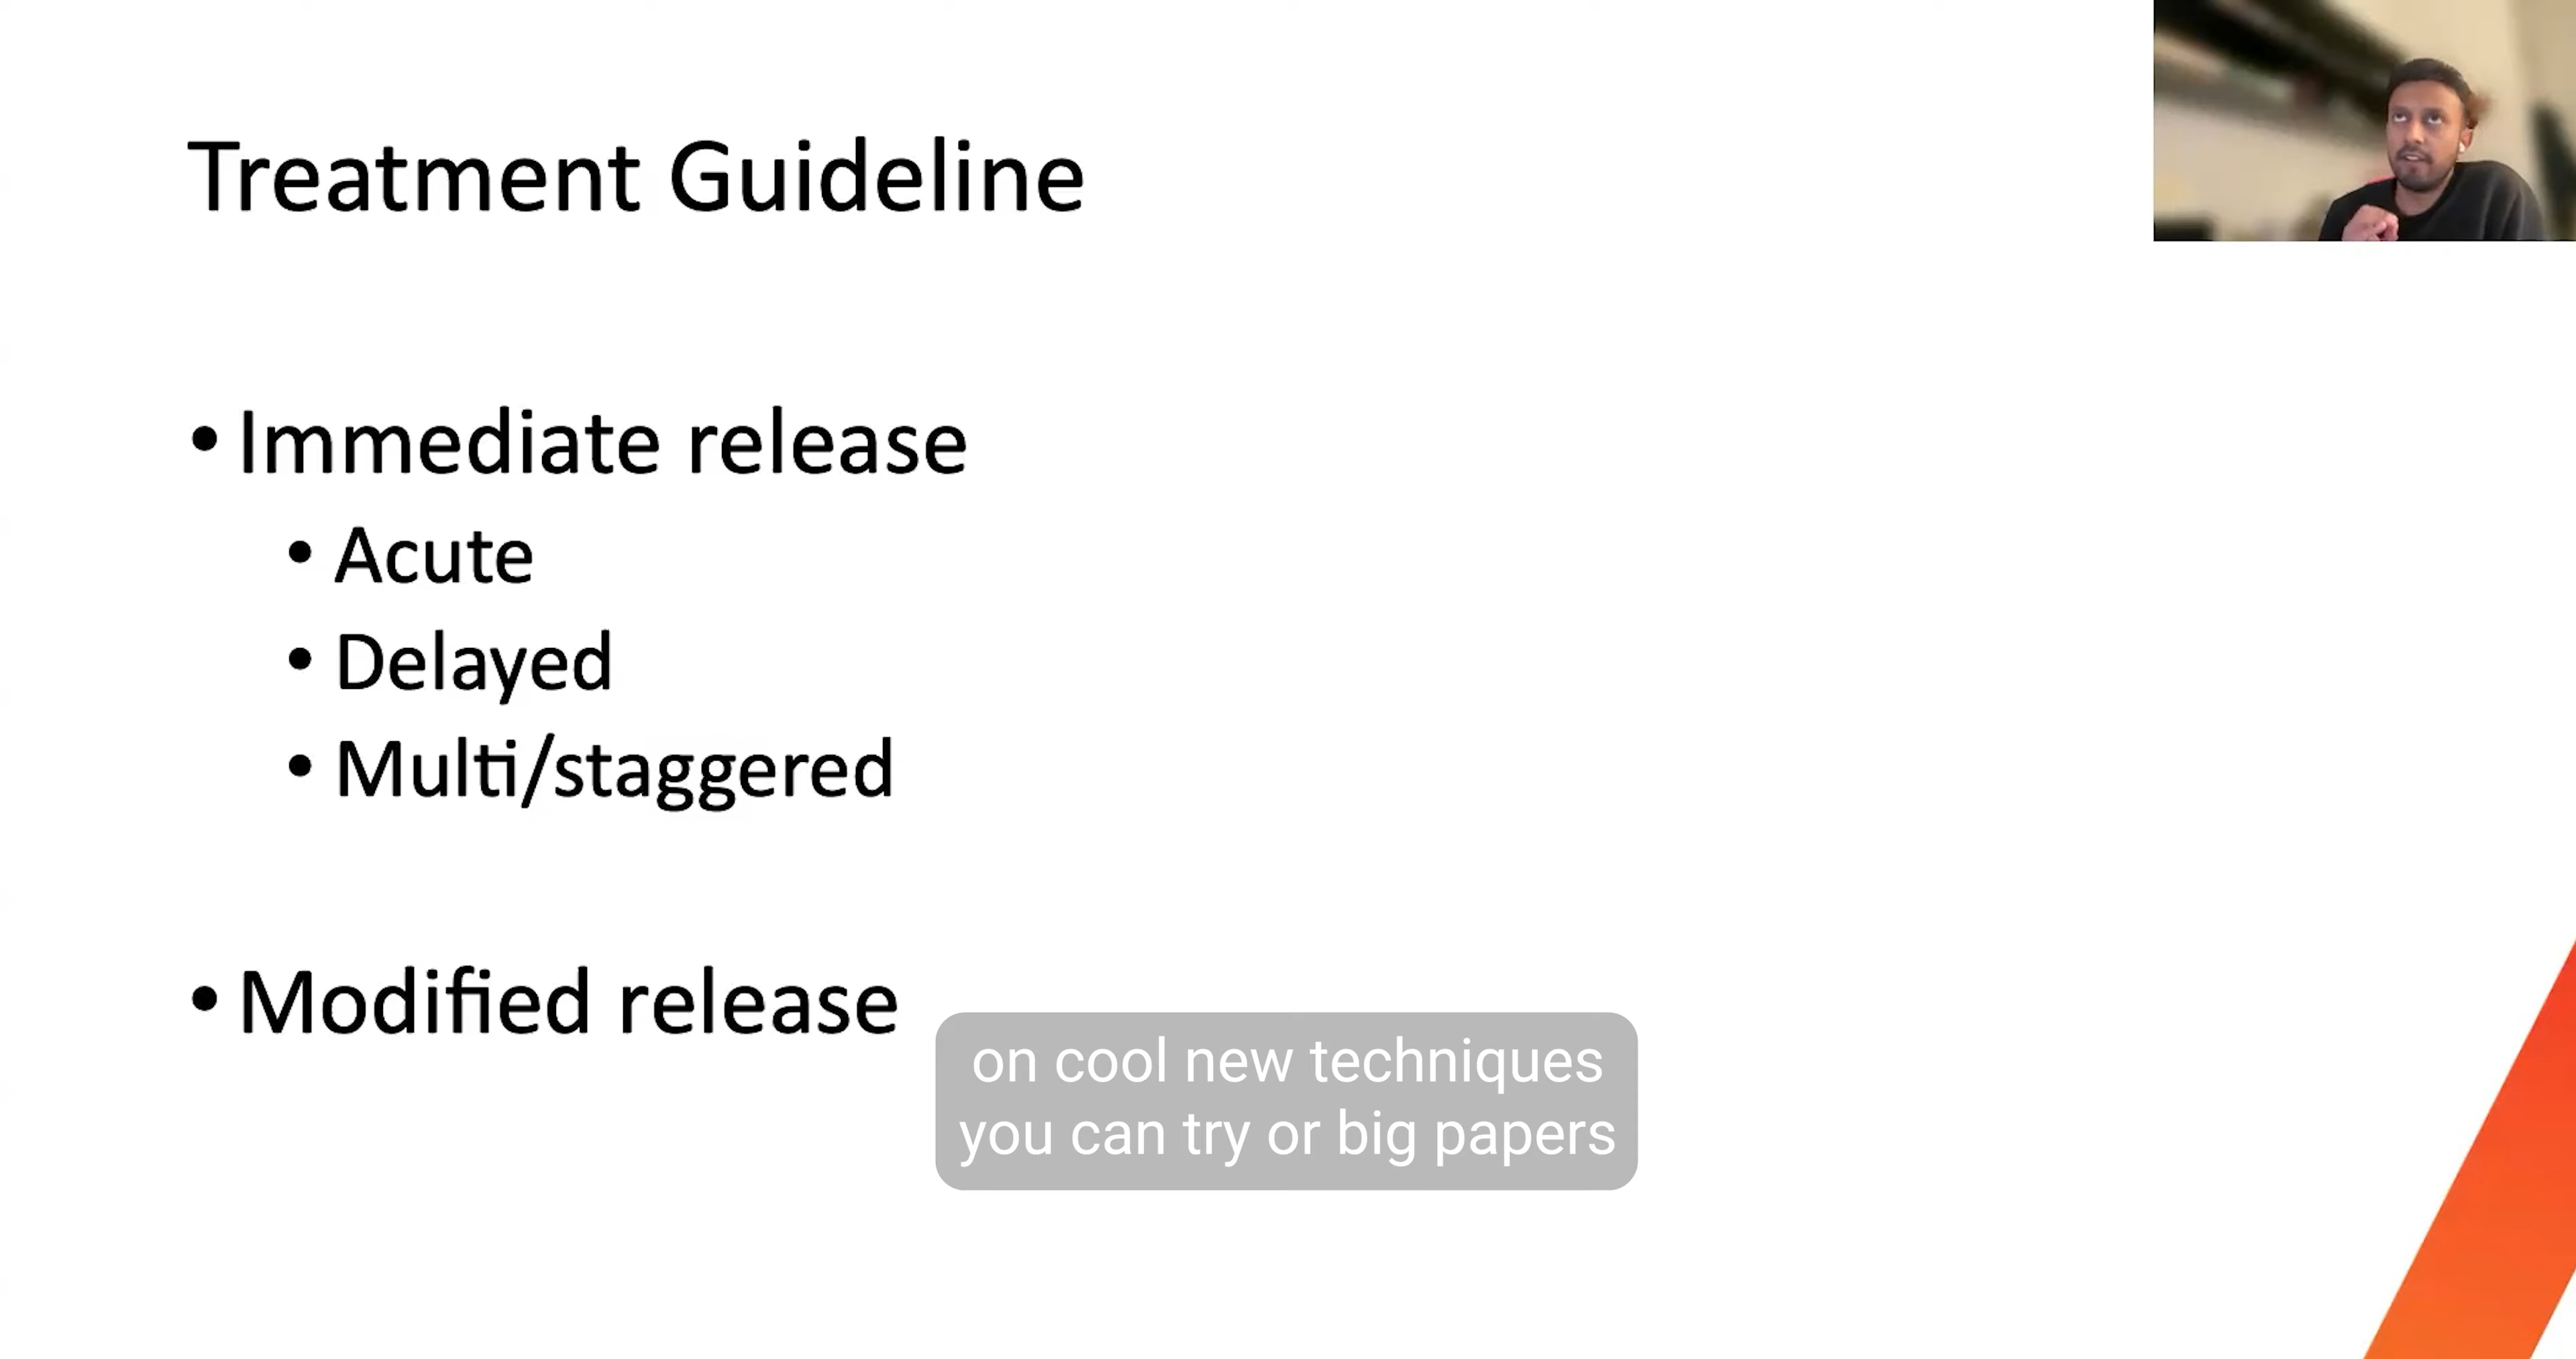 Treatment Guideline
• Immediate release
• Acute
• Delayed
• Multi/staggered
• Modified release
on cool new techniques
you can try or big papers